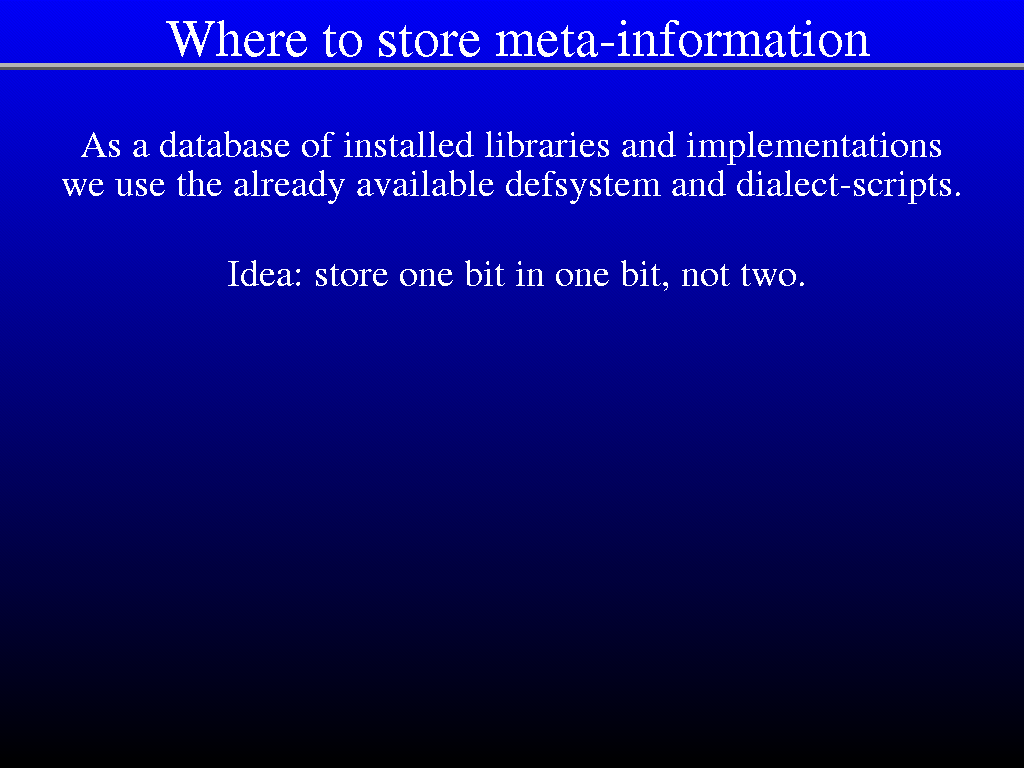 Where to store meta-information
As a database of installed libraries and implementations
we use the already available defsystem and dialect-scripts.
Idea: store one bit in one bit, not two.